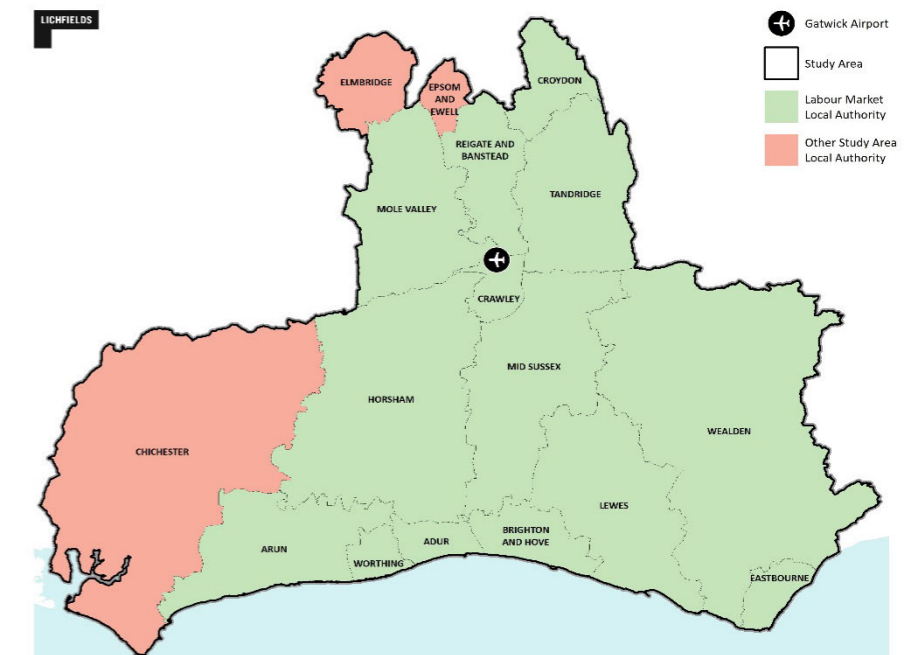 LICHFIELDS
Gatwick Airport
Study Area
Labour Market
Local Authority
Other Study Area
Local Authority
ELMBRIDGE
EPSOM
AND
EWELL
CROYDON
REIGATE AND
BANSTEAD
TANDRIDGE
MOLE VALLEY
CRAWLEY
MID SUSSEX
HORSHAM
WEALDEN
CHICHESTER
LEWES
BRIGHTON
AND HOVE
ADUR
ARUN
WORTHING
EASTBOURNE